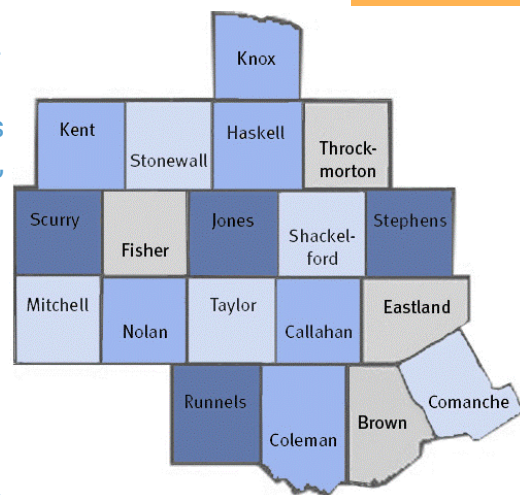 Knox
Kent
Stonewall
Haskell
Throck-
morton
Scurry
Fisher
Jones
Shackel-
ford
Stephens
Mitchell
Nolan
Taylor
Callahan
Eastland
Runnels
Coleman
Brown
Comanche